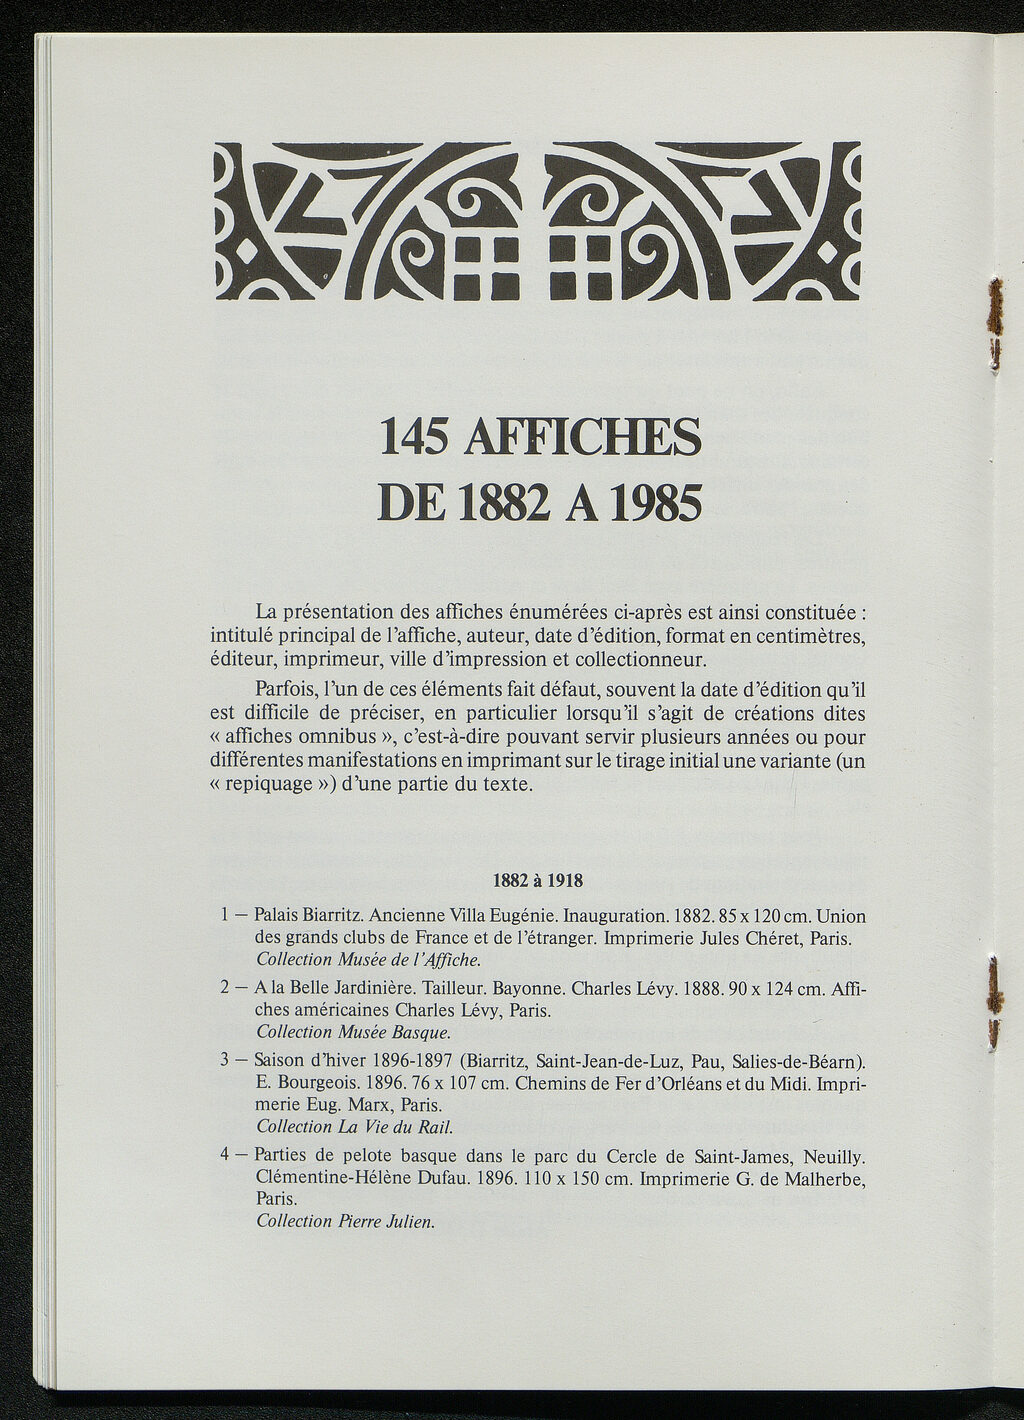 145 AFFICHES
DE 1882 A 1985
La présentation des affiches énumérées ci-après est ainsi constituée :
intitulé principal de l'affiche, auteur, date d'édition, format en centimètres,
éditeur, imprimeur, ville d'impression et collectionneur.
Parfois, l'un de ces éléments fait défaut, souvent la date d'édition qu'il
est difficile de préciser, en particulier lorsqu'il s'agit de créations dites
« affiches omnibus », c'est-à-dire pouvant servir plusieurs années ou pour
différentes manifestations en imprimant sur le tirage initial une variante (un
« repiquage ») d'une partie du texte.
1882 à 1918
1 — Palais Biarritz. Ancienne Villa Eugénie. Inauguration. 1882. 85 x 120 cm. Union
des grands clubs de France et de l'étranger. Imprimerie Jules Chéret, Paris.
Collection Musée de l'Affiche.
2 — A la Belle Jardinière. Tailleur. Bayonne. Charles Lévy. 1888. 90 x 124 cm. Affi-
ches américaines Charles Lévy, Paris.
Collection Musée Basque.
3 — Saison d'hiver 1896-1897 (Biarritz, Saint-Jean-de-Luz, Pau, Salies-de-Béarn).
E. Bourgeois. 1896. 76 x 107 cm. Chemins de Fer d'Orléans et du Midi. Impri-
merie Eug. Marx, Paris.
Collection La Vie du Rail.
4 — Parties de pelote basque dans le parc du Cercle de Saint-James, Neuilly.
Clémentine-Hélène Dufau. 1896. 110 x 150 cm. Imprimerie G. de Malherbe,
Paris.
Collection Pierre Julien.